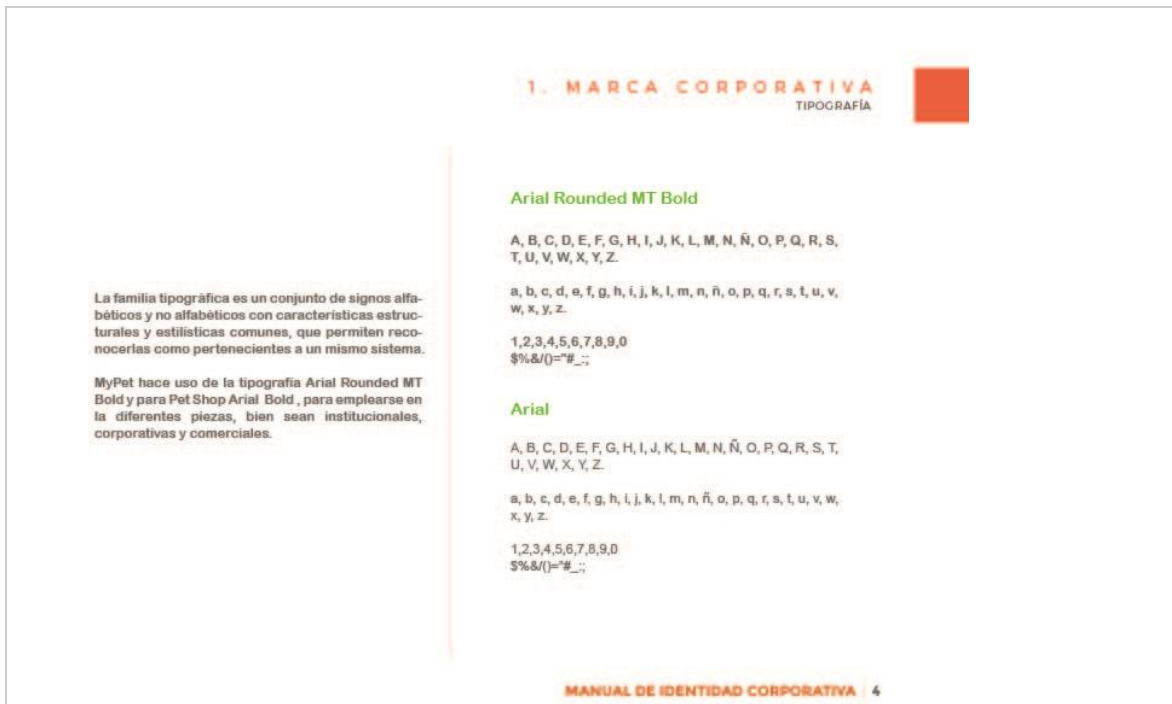 1. MARCA CORPORATIVA
TIPOGRAFÍA
La familia tipográfica es un conjunto de signos alfa-
béticos y no alfabéticos con características estruc-
turales y estilísticas comunes, que permiten reco-
nocerlas como pertenecientes a un mismo sistema.
MyPet hace uso de la tipografía Arial Rounded MT
Bold y para Pet Shop Arial Bold , para emplearse en
la diferentes piezas, bien sean institucionales,
corporativas y comerciales.
Arial Rounded MT Bold
A, B, C, D, E, F, G, H, I, J, K, L, M, N, Ñ, O, P, Q, R, S,
T, U, V, W, X, Y, Z.
a, b, c, d, e, f, g, h, i, j, k, l, m, n, ñ, o, p, q, r, s, t, u, v,
w, x, y, z.
1,2,3,4,5,6,7,8,9,0
$%&/()="#_:;
Arial
A, B, C, D, E, F, G, H, I, J, K, L, M, N, Ñ, O, P, Q, R, S, T,
U, V, W, X, Y, Z.
a, b, c, d, e, f, g, h, i, j, k, l, m, n, ñ, o, p, q, r, s, t, u, v, w,
x, y, z.
1,2,3,4,5,6,7,8,9,0
$%&/()="#_:;
MANUAL DE IDENTIDAD CORPORATIVA | 4